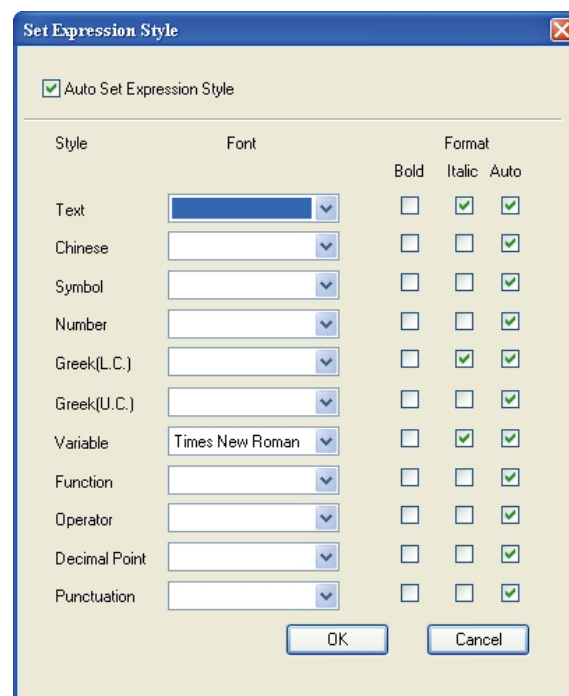 Set Expression Style
Auto Set Expression Style
Style Font Format
Bold Italic Auto
Text
Chinese
Symbol
Number
Greek(L.C.)
Greek(U.C.)
Variable Times New Roman
Function
Operator
Decimal Point
Punctuation
OK Cancel